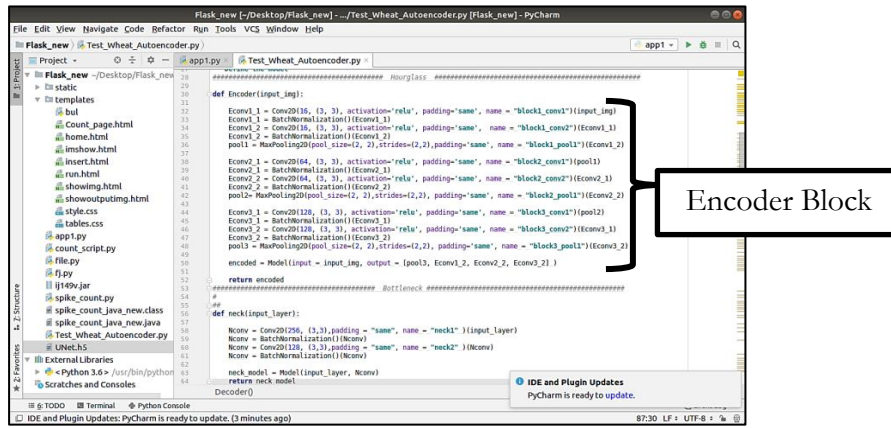 Flask_new [~/Desktop/Flask_new] - .../Test_Wheat_Autoencoder.py [Flask_new] - PyCharm
File Edit View Navigate Code Refactor Run Tools VCS Window Help
Flask_new Test_Wheat_Autoencoder.py app1
1: Project
Project
app1.py Test_Wheat_Autoencoder.py
Flask_new ~/Desktop/Flask_new
static
templates
bul
Count_page.html
home.html
imshow.html
insert.html
run.html
showimg.html
showoutputimg.html
style.css
tables.css
app1.py
count_script.py
file.py
fj.py
ij149v.jar
spike_count.py
spike_count_java_new.class
spike_count_java_new.java
Test_Wheat_Autoencoder.py
UNet.h5
External Libraries
< Python 3.6 > /usr/bin/python
Scratches and Consoles
Z: Structure
2: Favorites
28 ######################################## Hourglass ################################################
29
30 def Encoder(input_img):
31
32 Econv1_1 = Conv2D(16, (3, 3), activation='relu', padding='same', name = "block1_conv1")(input_img)
33 Econv1_1 = BatchNormalization()(Econv1_1)
34 Econv1_2 = Conv2D(16, (3, 3), activation='relu', padding='same', name = "block1_conv2")(Econv1_1)
35 Econv1_2 = BatchNormalization()(Econv1_2)
36 pool1 = MaxPooling2D(pool_size=(2, 2),strides=(2,2),padding='same', name = "block1_pool1")(Econv1_2)
37
38 Econv2_1 = Conv2D(64, (3, 3), activation='relu', padding='same', name = "block2_conv1")(pool1)
39 Econv2_1 = BatchNormalization()(Econv2_1)
40 Econv2_2 = Conv2D(64, (3, 3), activation='relu', padding='same', name = "block2_conv2")(Econv2_1)
41 Econv2_2 = BatchNormalization()(Econv2_2)
42 pool2= MaxPooling2D(pool_size=(2, 2),strides=(2,2), padding='same', name = "block2_pool1")(Econv2_2)
43
44 Econv3_1 = Conv2D(128, (3, 3), activation='relu', padding='same', name = "block3_conv1")(pool2)
45 Econv3_1 = BatchNormalization()(Econv3_1)
46 Econv3_2 = Conv2D(128, (3, 3), activation='relu', padding='same', name = "block3_conv2")(Econv3_1)
47 Econv3_2 = BatchNormalization()(Econv3_2)
48 pool3 = MaxPooling2D(pool_size=(2, 2),strides=(2,2), padding='same', name = "block3_pool1")(Econv3_2)
49
50 encoded = Model(input = input_img, output = [pool3, Econv1_2, Econv2_2, Econv3_2] )
51
52 return encoded
53 ###################################### Bottleneck ################################################
54 #
55 ##
56 def neck(input_layer):
57
58 Nconv = Conv2D(256, (3,3),padding = "same", name = "neck1" )(input_layer)
59 Nconv = BatchNormalization()(Nconv)
60 Nconv = Conv2D(128, (3,3),padding = "same", name = "neck2" )(Nconv)
61 Nconv = BatchNormalization()(Nconv)
62
63 neck_model = Model(input_layer, Nconv)
64 return neck_model
Decoder()
Encoder Block
IDE and Plugin Updates
PyCharm is ready to update.
6: TODO Terminal Python Console
IDE and Plugin Updates: PyCharm is ready to update. (3 minutes ago) 87:30 LF UTF-8